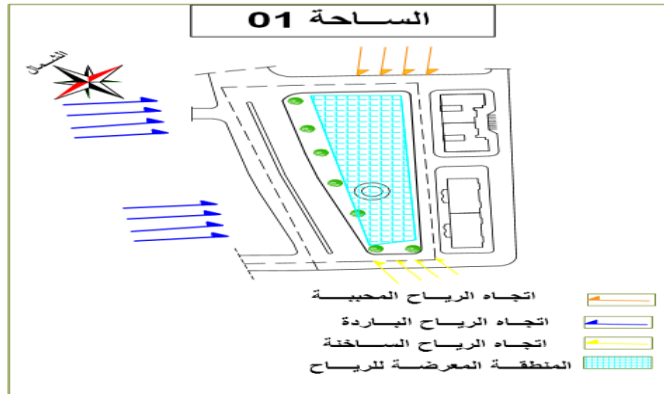 الساحة 01
الشمال
اتجاه الرياح المحببة
اتجاه الرياح الباردة
اتجاه الرياح الساخنة
المنطقة المعرضة للرياح